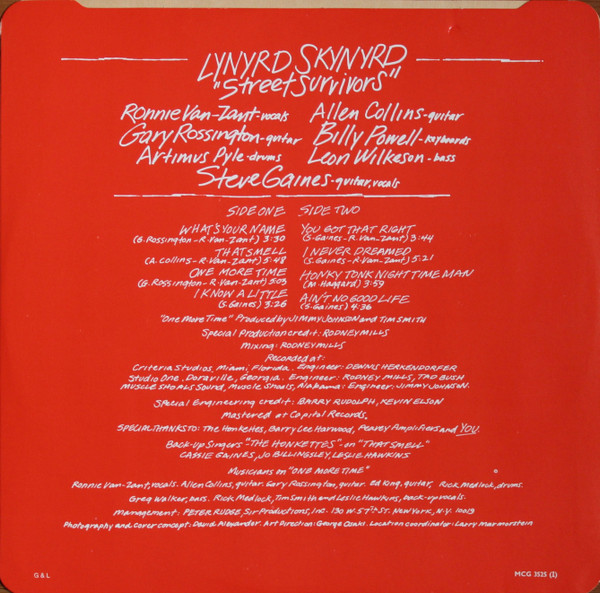 LYNYRD SKYNYRD
"Street Survivors"
Ronnie Van-Zant-vocals Allen Collins-guitar
Gary Rossington-guitar Billy Powell-keyboards
Artimus Pyle-drums Leon Wilkeson-bass
Steve Gaines-guitar, vocals
SIDE ONE SIDE TWO
WHAT'S YOUR NAME YOU GOT THAT RIGHT
(G. Rossington-R. Van-Zant) 3:30 (S. Gaines-R. Van-Zant) 3:44
THAT SMELL I NEVER DREAMED
(A. Collins-R. Van-Zant) 5:48 (S. Gaines-R. Van-Zant) 5:21
ONE MORE TIME HONKY TONK NIGHT TIME MAN
(G. Rossington-R. Van-Zant) 5:03 (M. Haggard) 3:59
I KNOW A LITTLE AIN'T NO GOOD LIFE
(S. Gaines) 3:26 (S. Gaines) 4:36
"One More Time" Produced by JIMMY JOHNSON and TIM SMITH
Special Production credit: RODNEY MILLS
Mixing: RODNEY MILLS
Recorded at:
Criteria Studios, Miami, Florida. Engineer: DENNIS HERKENDORFER
Studio One, Doraville, Georgia. Engineer: RODNEY MILLS, TAD BUSH
MUSCLE SHOALS Sound, Muscle Shoals, Alabama: Engineer: JIMMY JOHNSON.
Special Engineering credit: BARRY RUDOLPH, KEVIN ELSON
Mastered at Capitol Records.
SPECIAL THANKS TO: The Honkettes, Barry Lee Harwood, Peavey Amplifiers and YOU.
Back-up Singers-"THE HONKETTES"-on "THAT SMELL"
CASSIE GAINES, JO BILLINGSLEY, LESLIE HAWKINS
Musicians on "ONE MORE TIME"
Ronnie Van-Zant, vocals. Allen Collins, guitar. Gary Rossington, guitar. Ed King, guitar, Rick Medlock, drums.
Greg Walker, bass. Rick Medlock, Tim Smith and Leslie Hawkins, back-up vocals.
Management: PETER RUDGE, Sir Productions, Inc. 130 W. 57th St. New York, N.Y. 10019
Photography and cover concept: David Alexander. Art Direction: George Osaki. Location coordinator: Larry Marmorstein
G & L MCG 3525 (I)